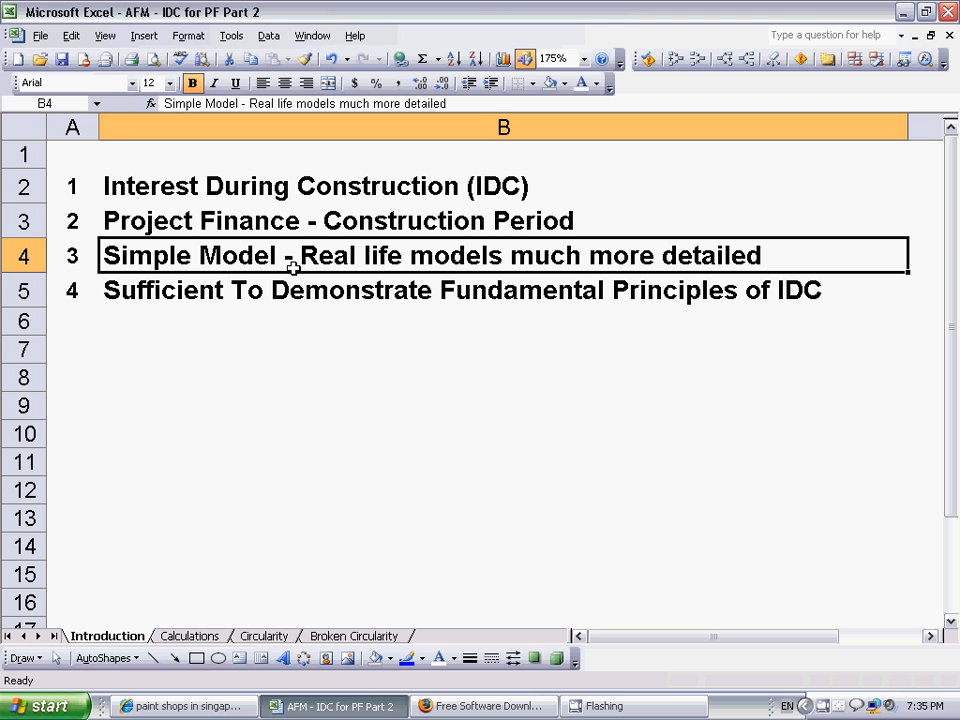 Microsoft Excel - AFM - IDC for PF Part 2
File Edit View Insert Format Tools Data Window Help Type a question for help
175%
Arial 12 B I U $ % ,
B4 fx Simple Model - Real life models much more detailed
A B
1
2 1 Interest During Construction (IDC)
3 2 Project Finance - Construction Period
4 3 Simple Model - Real life models much more detailed
5 4 Sufficient To Demonstrate Fundamental Principles of IDC
6
7
8
9
10
11
12
13
14
15
16
17
Introduction Calculations Circularity Broken Circularity
Draw AutoShapes
Ready
start paint shops in singap... AFM - IDC for PF Part 2 Free Software Downl... Flashing EN 7:35 PM